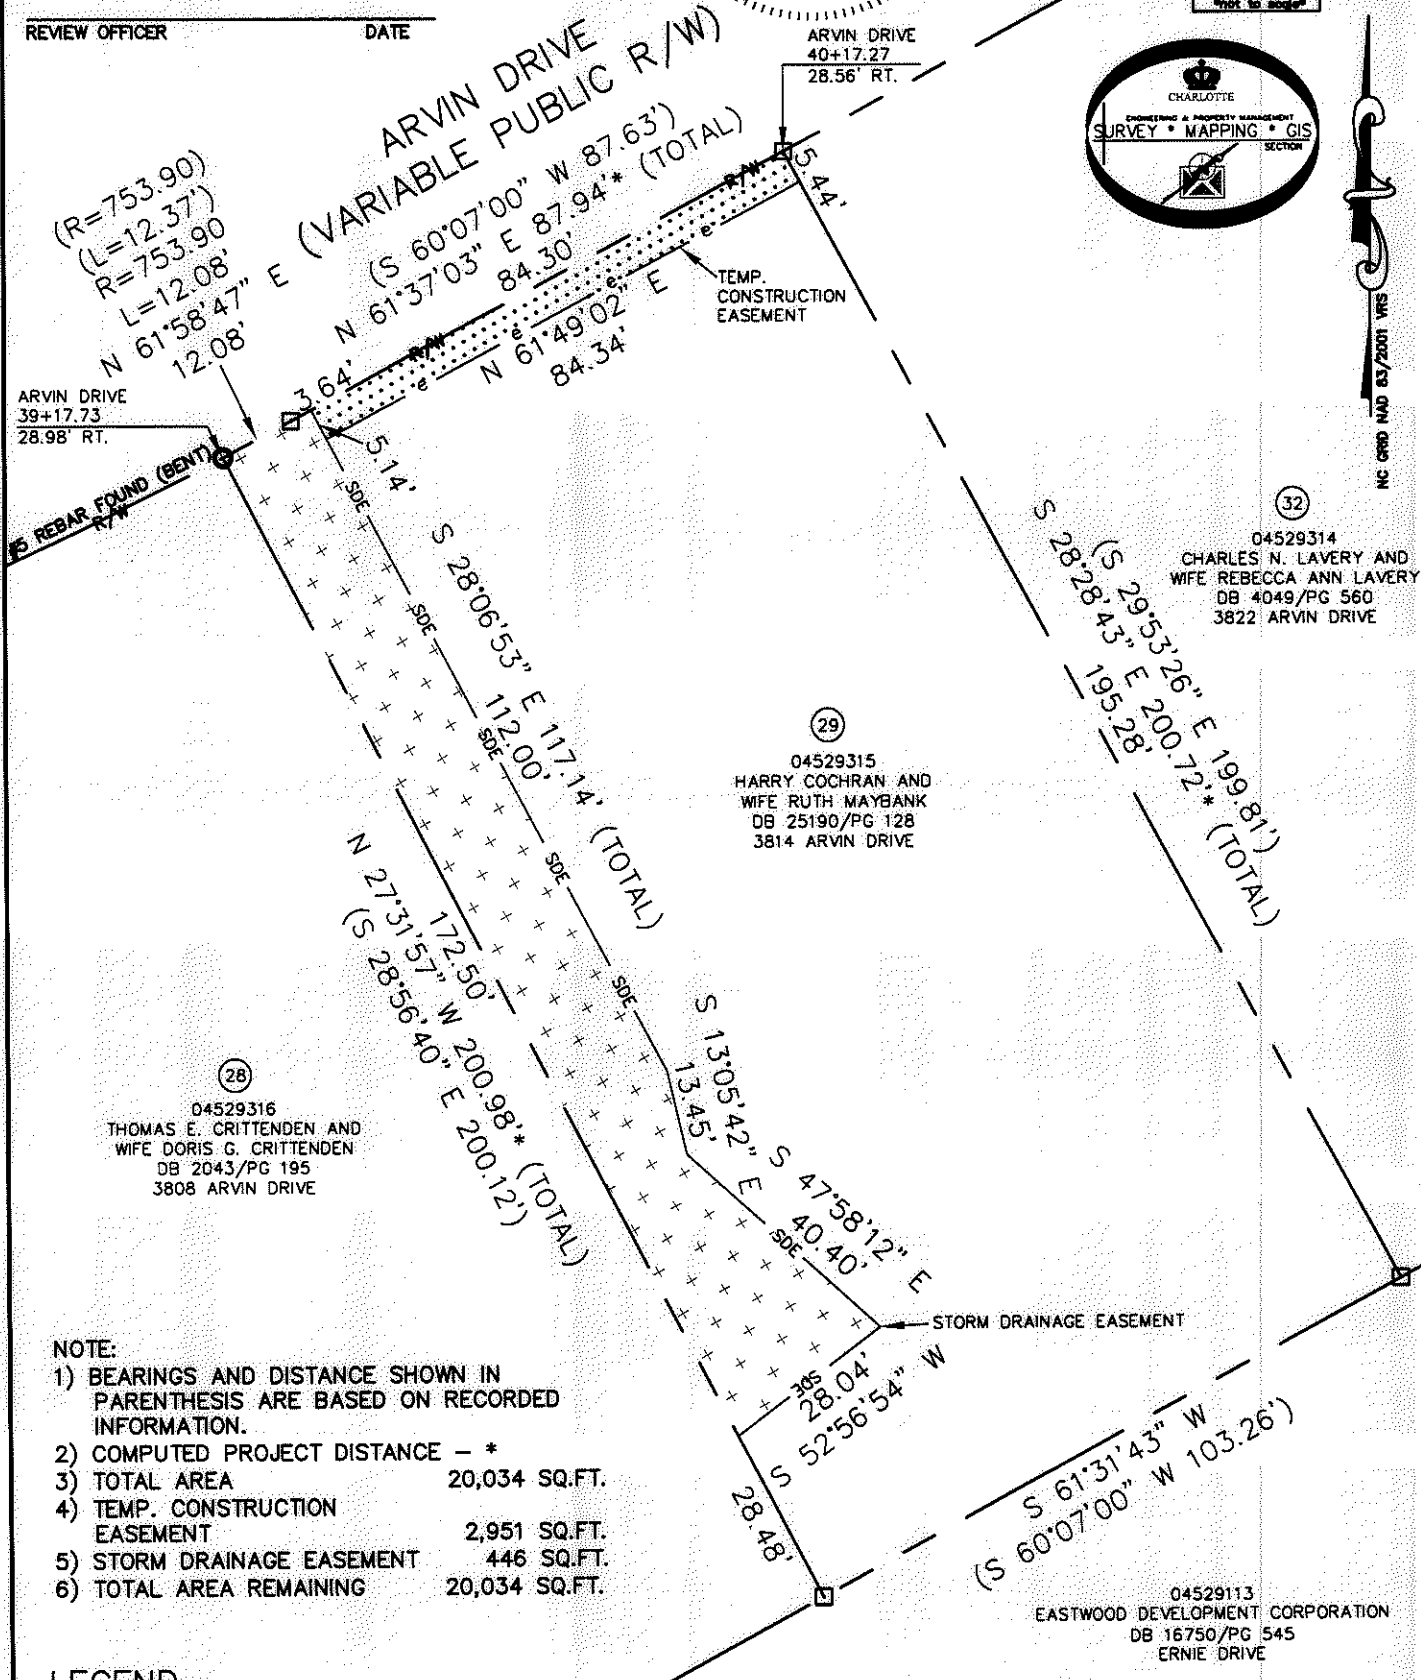 REVIEW OFFICER DATE
"not to scale"
ARVIN DRIVE
(VARIABLE PUBLIC R/W)
ARVIN DRIVE
40+17.27
28.56' RT.
CHARLOTTE
ENGINEERING & PROPERTY MANAGEMENT
SURVEY * MAPPING * GIS
SECTION
NC GRID NAD 83/2001 VRS
(R=753.90)
(L=12.37')
R=753.90
L=12.08'
N 61°58'47" E
12.08'
(S 60°07'00" W 87.63')
N 61°37'03" E 87.94'* (TOTAL)
84.30'
R/W
R/W
5.44'
e
e
e
e
TEMP.
CONSTRUCTION
EASEMENT
N 61°49'02" E
84.34'
3.64'
5.14'
ARVIN DRIVE
39+17.73
28.98' RT.
#5 REBAR FOUND (BENT)
R/W
SDE
SDE
SDE
SDE
SDE
S 28°06'53" E 117.14' (TOTAL)
112.00'
(S 29°53'26" E 199.81')
S 28°28'43" E 200.72'* (TOTAL)
195.28'
32
04529314
CHARLES N. LAVERY AND
WIFE REBECCA ANN LAVERY
DB 4049/PG 560
3822 ARVIN DRIVE
29
04529315
HARRY COCHRAN AND
WIFE RUTH MAYBANK
DB 25190/PG 128
3814 ARVIN DRIVE
172.50'
N 27°31'57" W 200.98'* (TOTAL)
(S 28°56'40" E 200.12')
S 13°05'42" E
13.45'
S 47°58'12" E
40.40'
SDE
28
04529316
THOMAS E. CRITTENDEN AND
WIFE DORIS G. CRITTENDEN
DB 2043/PG 195
3808 ARVIN DRIVE
STORM DRAINAGE EASEMENT
SDE
28.04'
S 52°56'54" W
28.48'
S 61°31'43" W
(S 60°07'00" W 103.26')
NOTE:
1) BEARINGS AND DISTANCE SHOWN IN
PARENTHESIS ARE BASED ON RECORDED
INFORMATION.
2) COMPUTED PROJECT DISTANCE - *
3) TOTAL AREA 20,034 SQ.FT.
4) TEMP. CONSTRUCTION
EASEMENT 2,951 SQ.FT.
5) STORM DRAINAGE EASEMENT 446 SQ.FT.
6) TOTAL AREA REMAINING 20,034 SQ.FT.
04529113
EASTWOOD DEVELOPMENT CORPORATION
DB 16750/PG 545
ERNIE DRIVE
LEGEND